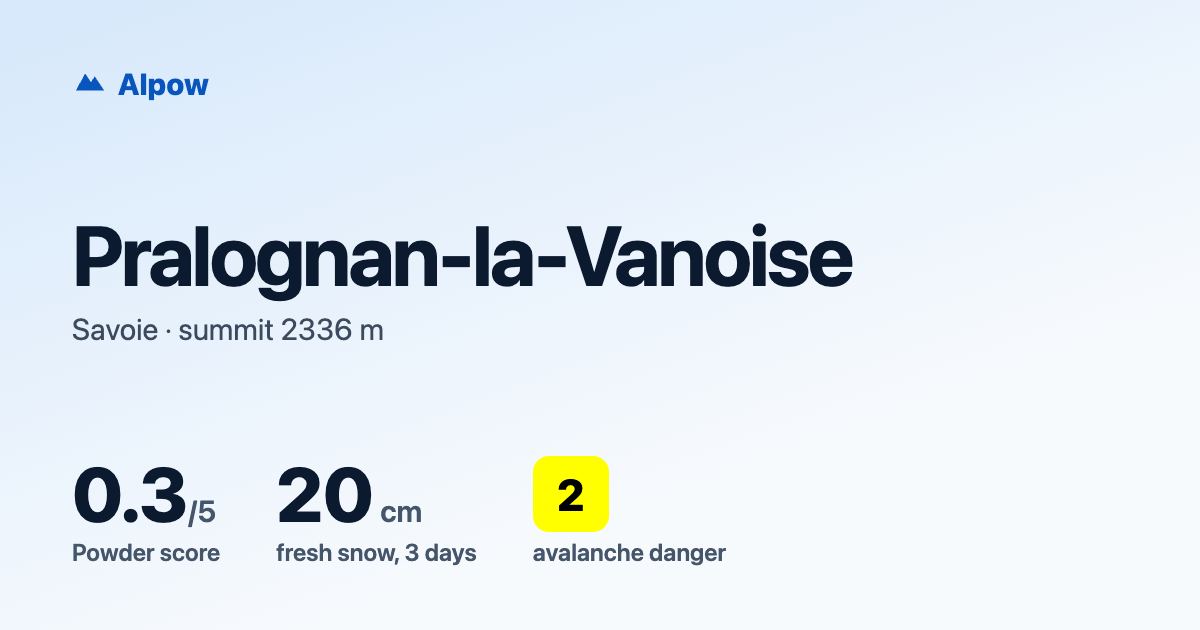 Alpow
Pralognan-la-Vanoise
Savoie · summit 2336 m
0.3/5
Powder score
20 cm
fresh snow, 3 days
2
avalanche danger